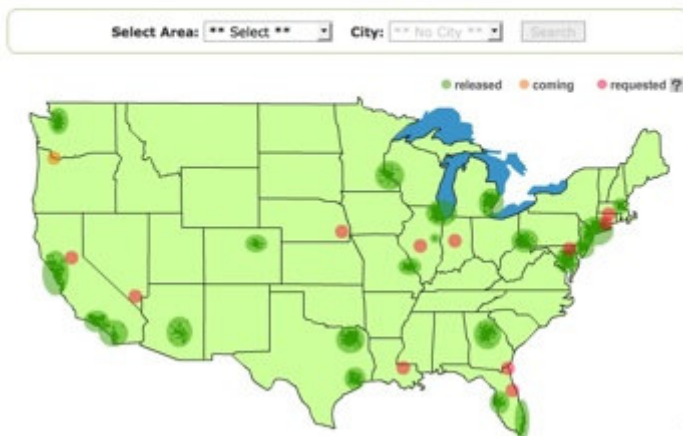 Select Area: ** Select ** City: ** No City ** Search
released coming requested ?